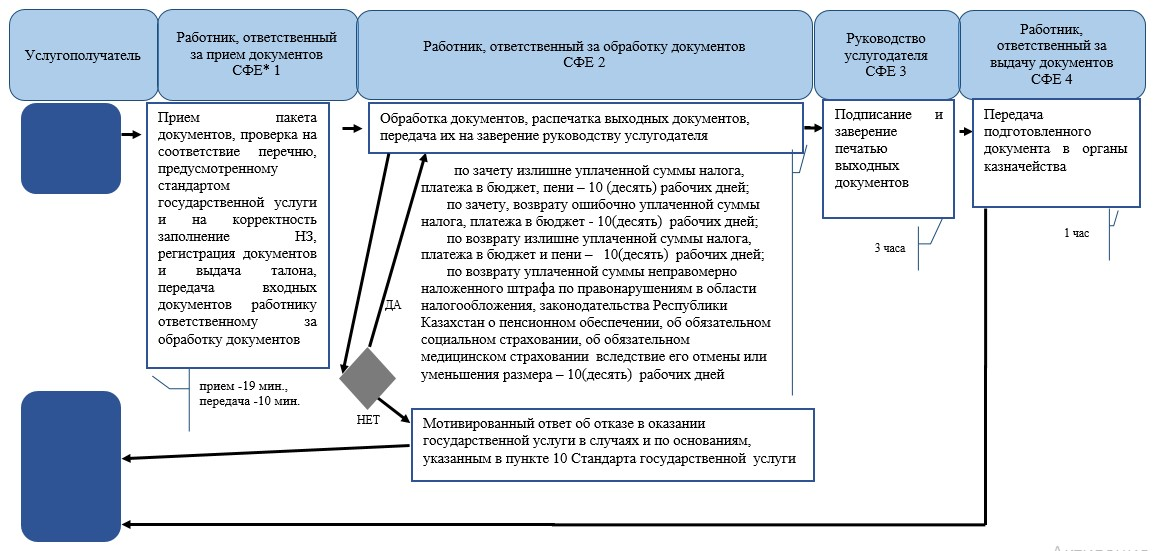 Услугополучатель
Работник, ответственный
за прием документов
СФЕ* 1
Работник, ответственный за обработку документов
СФЕ 2
Руководство
услугодателя
СФЕ 3
Работник,
ответственный за
выдачу документов
СФЕ 4
Прием пакета
документов, проверка на
соответствие перечню,
предусмотренному
стандартом
государственной услуги
и на корректность
заполнение НЗ,
регистрация документов
и выдача талона,
передача входных
документов работнику
ответственному за
обработку документов
прием -19 мин.,
передача -10 мин.
Обработка документов, распечатка выходных документов,
передача их на заверение руководству услугодателя
по зачету излишне уплаченной суммы налога,
платежа в бюджет, пени – 10 (десять) рабочих дней;
по зачету, возврату ошибочно уплаченной суммы
налога, платежа в бюджет - 10(десять) рабочих дней;
по возврату излишне уплаченной суммы налога,
платежа в бюджет и пени – 10(десять) рабочих дней;
по возврату уплаченной суммы неправомерно
наложенного штрафа по правонарушениям в области
налогообложения, законодательства Республики
Казахстан о пенсионном обеспечении, об обязательном
социальном страховании, об обязательном
медицинском страховании вследствие его отмены или
уменьшения размера – 10(десять) рабочих дней
ДА
НЕТ
Мотивированный ответ об отказе в оказании
государственной услуги в случаях и по основаниям,
указанным в пункте 10 Стандарта государственной услуги
Подписание и
заверение
печатью
выходных
документов
3 часа
Передача
подготовленного
документа в органы
казначейства
1 час